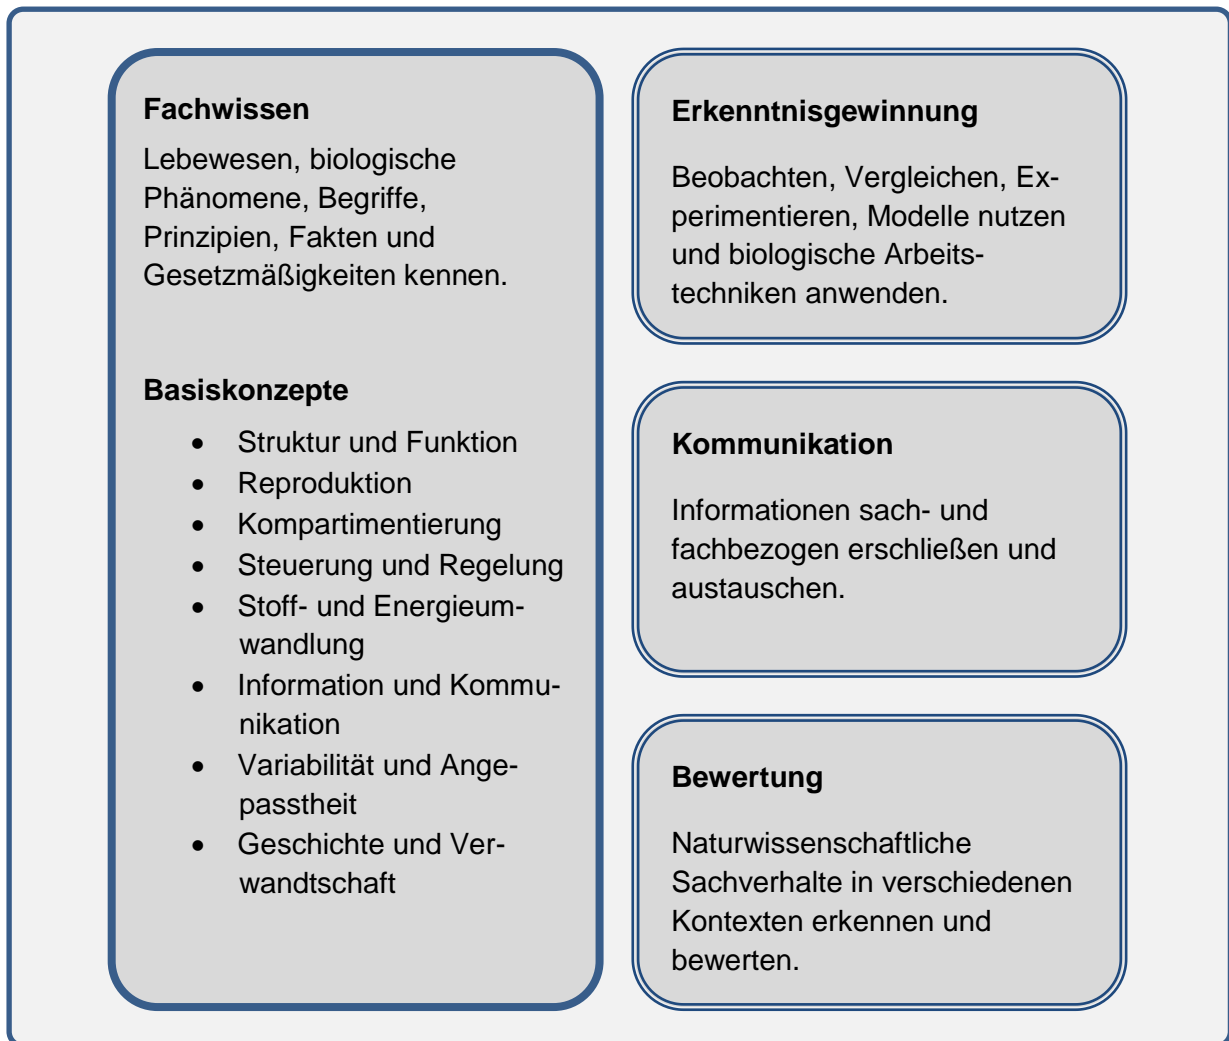 Fachwissen
Lebewesen, biologische
Phänomene, Begriffe,
Prinzipien, Fakten und
Gesetzmäßigkeiten kennen.
Basiskonzepte
• Struktur und Funktion
• Reproduktion
• Kompartimentierung
• Steuerung und Regelung
• Stoff- und Energieum-
wandlung
• Information und Kommu-
nikation
• Variabilität und Ange-
passtheit
• Geschichte und Ver-
wandtschaft
Erkenntnisgewinnung
Beobachten, Vergleichen, Ex-
perimentieren, Modelle nutzen
und biologische Arbeits-
techniken anwenden.
Kommunikation
Informationen sach- und
fachbezogen erschließen und
austauschen.
Bewertung
Naturwissenschaftliche
Sachverhalte in verschiedenen
Kontexten erkennen und
bewerten.